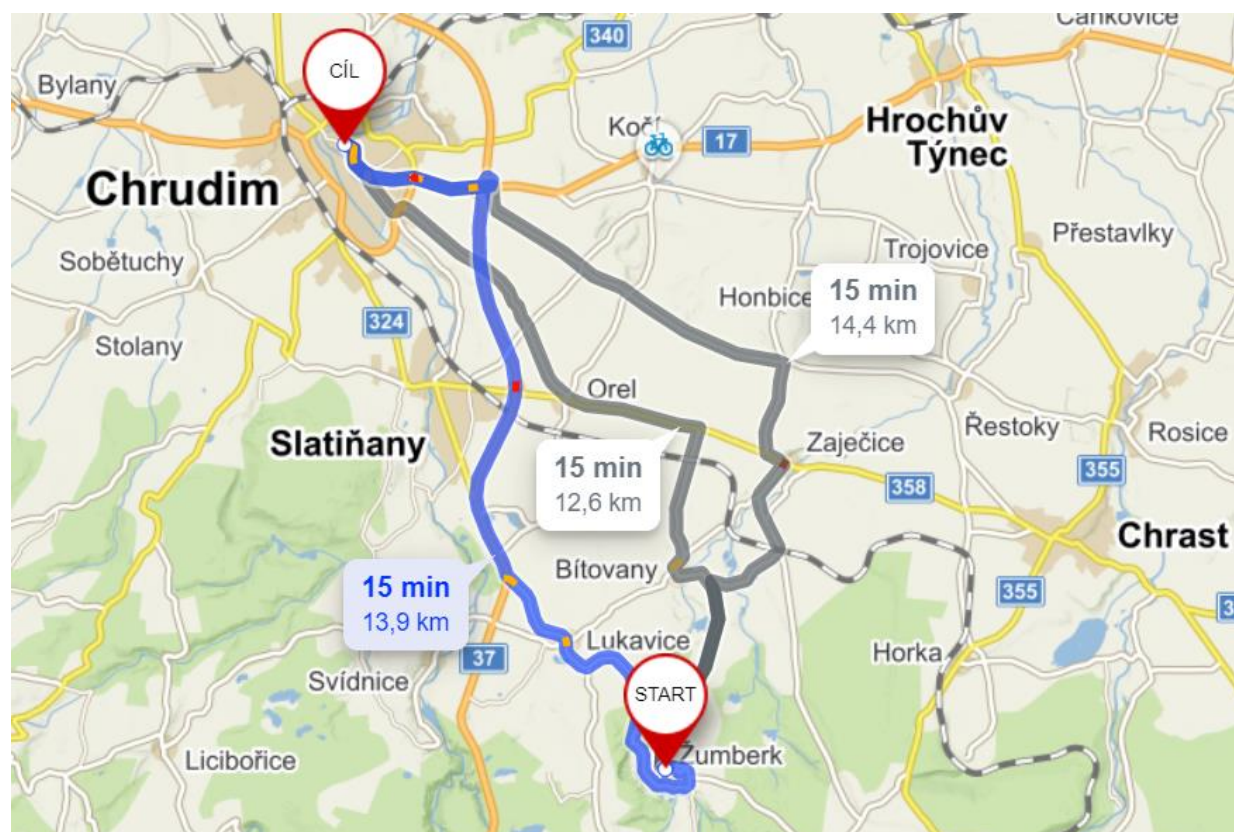 Čankovice
340
CÍL
Bylany
Kočí
17
Hrochův
Týnec
Chrudim
Přestavlky
Trojovice
Sobětuchy
15 min
14,4 km
Honbice
324
Stolany
Orel
Řestoky
Rosice
Slatiňany
Zaječice
15 min
12,6 km
355
358
Chrast
Bítovany
15 min
13,9 km
355
Lukavice
37
Horka
Svídnice
START
Žumberk
Licibořice